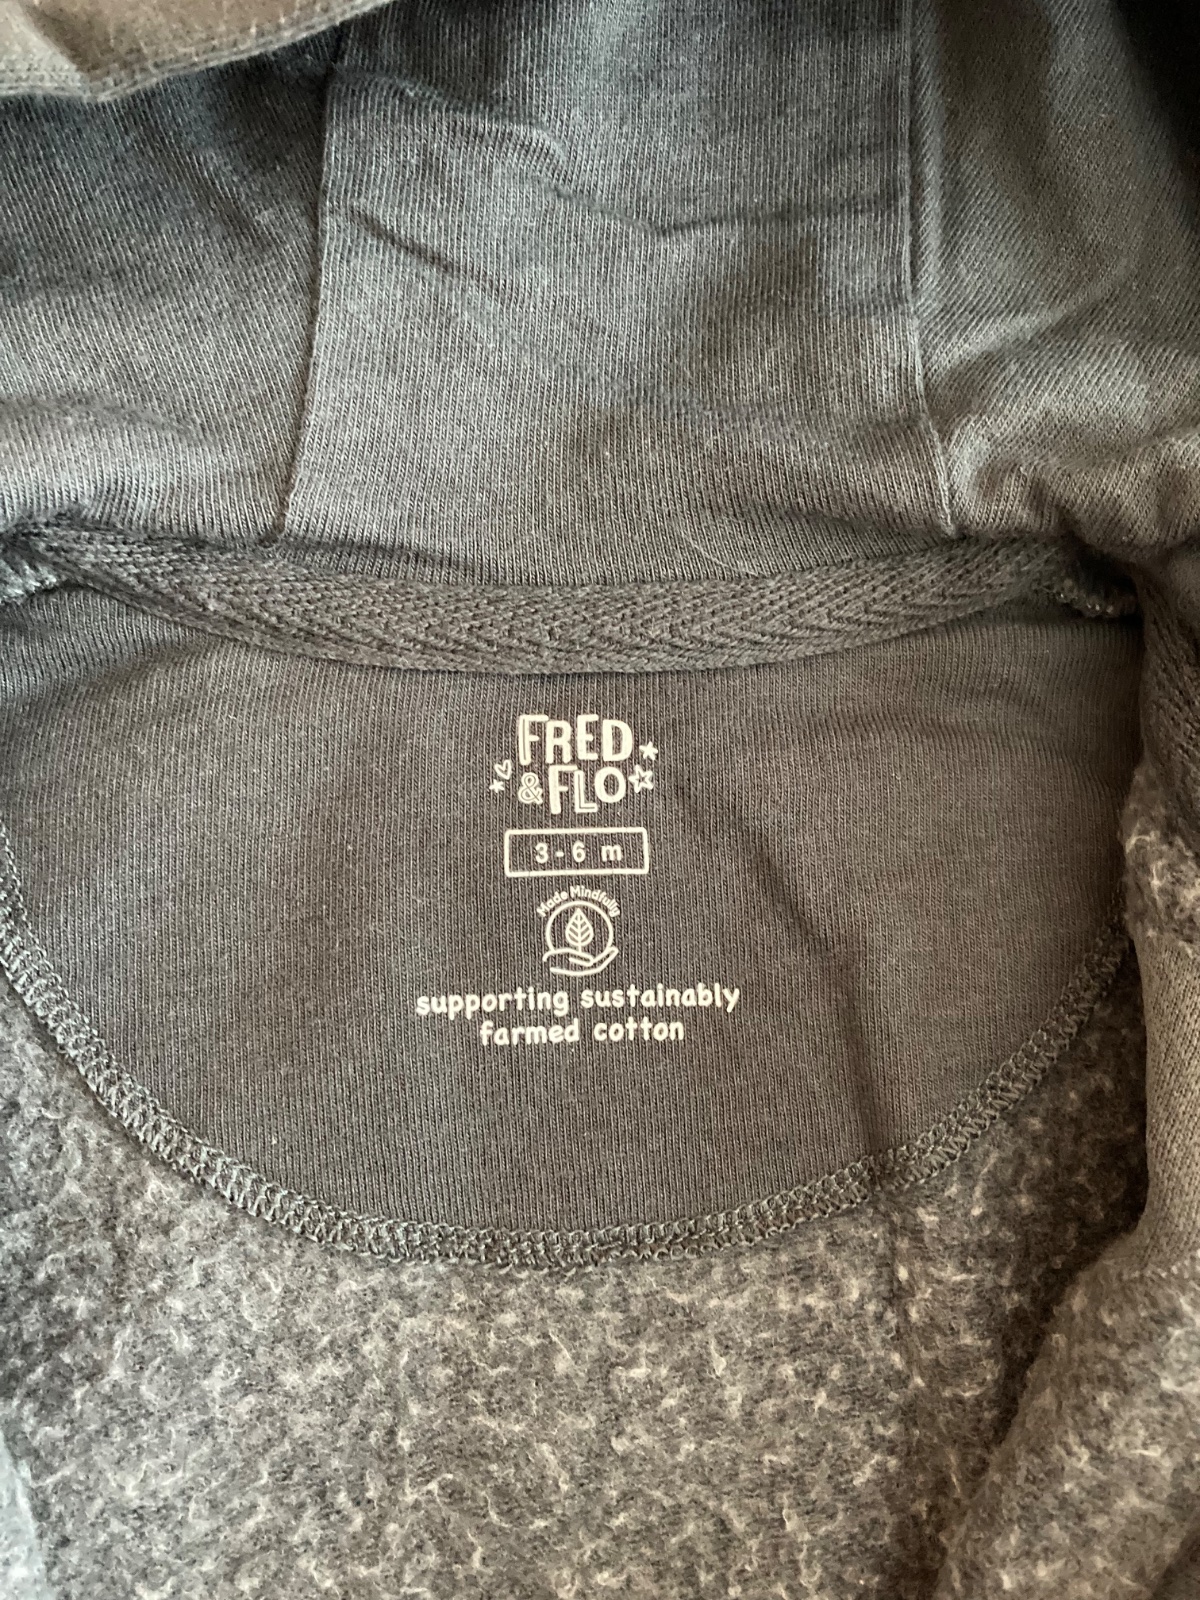 FRED
& FLO
3-6 m
Made Mindfully
supporting sustainably
farmed cotton